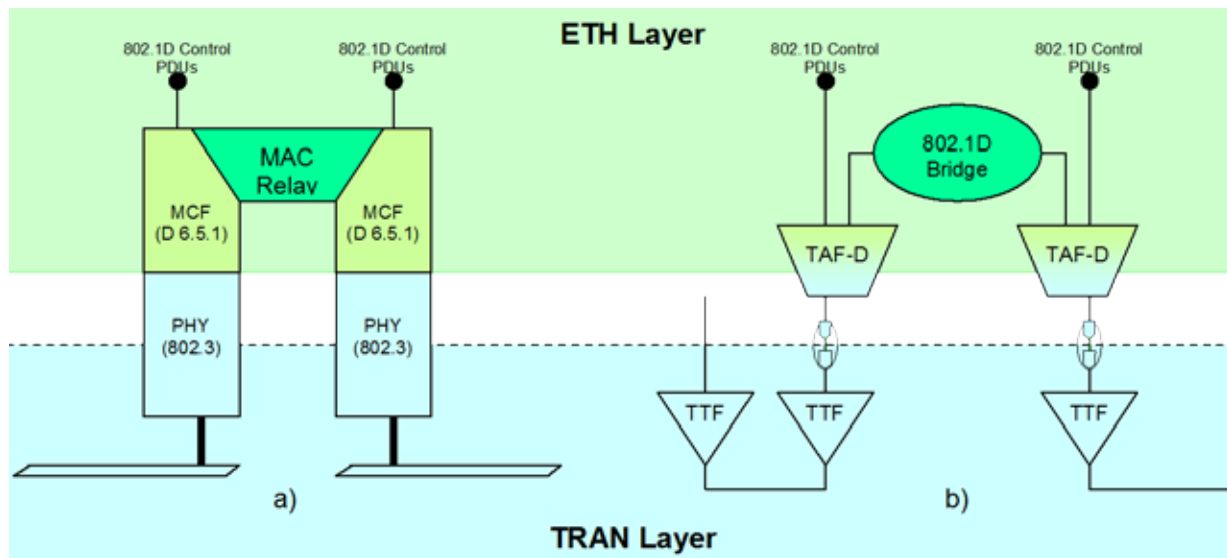 ETH Layer
802.1D Control
PDUs
802.1D Control
PDUs
802.1D Control
PDUs
802.1D Control
PDUs
MAC
Relav
802.1D
Bridge
MCF
(D 6.5.1)
MCF
(D 6.5.1)
TAF-D
TAF-D
PHY
(802.3)
PHY
(802.3)
TTF
TTF
TTF
a)
b)
TRAN Layer